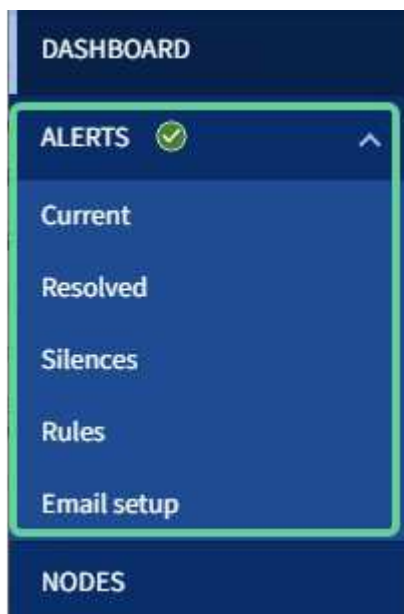 DASHBOARD
ALERTS
Current
Resolved
Silences
Rules
Email setup
NODES